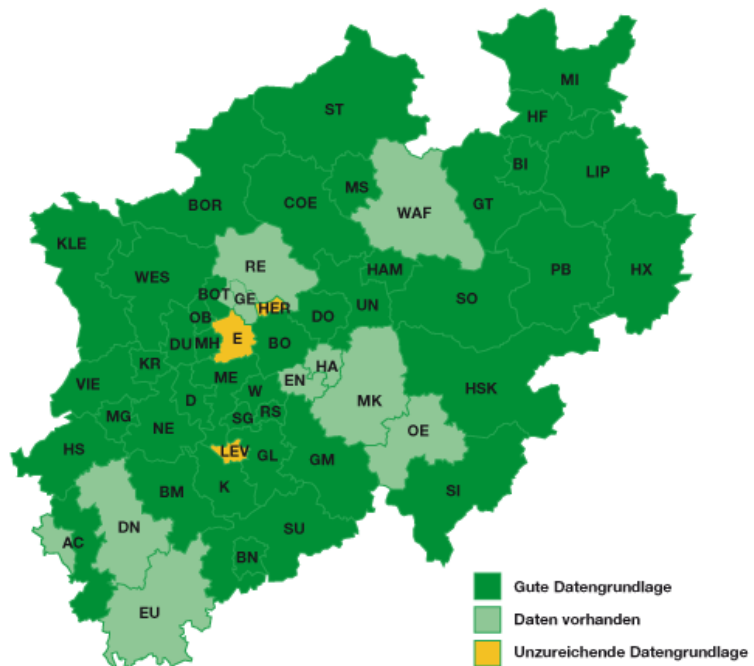 MI
ST
HF
BI
LIP
MS
COE
GT
BOR
WAF
KLE
RE
HAM
PB
HX
WES
BOT
GE
SO
HER
UN
OB
DO
E
DU
MH
BO
KR
HA
ME
EN
VIE
W
HSK
D
MK
MG
SG
RS
NE
OE
HS
LEV
GL
GM
BM
K
SI
DN
SU
AC
BN
EU
Gute Datengrundlage
Daten vorhanden
Unzureichende Datengrundlage